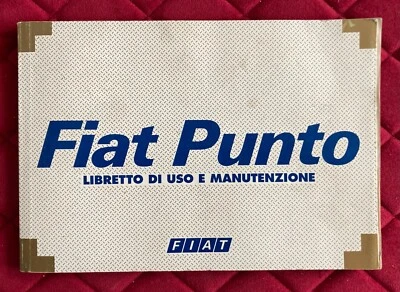 Fiat Punto
LIBRETTO DI USO E MANUTENZIONE
FIAT